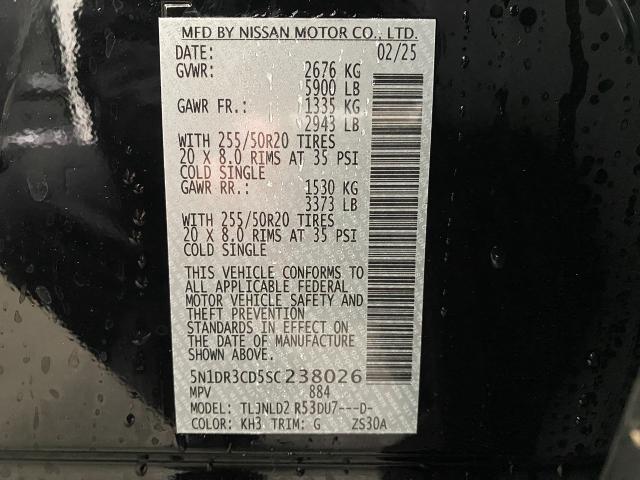 MFD BY NISSAN MOTOR CO., LTD.
DATE: 02/25
GVWR: 2676 KG
5900 LB
GAWR FR.: 1335 KG
2943 LB
WITH 255/50R20 TIRES
20 X 8.0 RIMS AT 35 PSI
COLD SINGLE
GAWR RR.: 1530 KG
3373 LB
WITH 255/50R20 TIRES
20 X 8.0 RIMS AT 35 PSI
COLD SINGLE
THIS VEHICLE CONFORMS TO
ALL APPLICABLE FEDERAL
MOTOR VEHICLE SAFETY AND
THEFT PREVENTION
STANDARDS IN EFFECT ON
THE DATE OF MANUFACTURE
SHOWN ABOVE.
5N1DR3CD5SC238026
MPV 884
MODEL: TLJNLD2 R53DU7---D-
COLOR: KH3 TRIM: G ZS30A